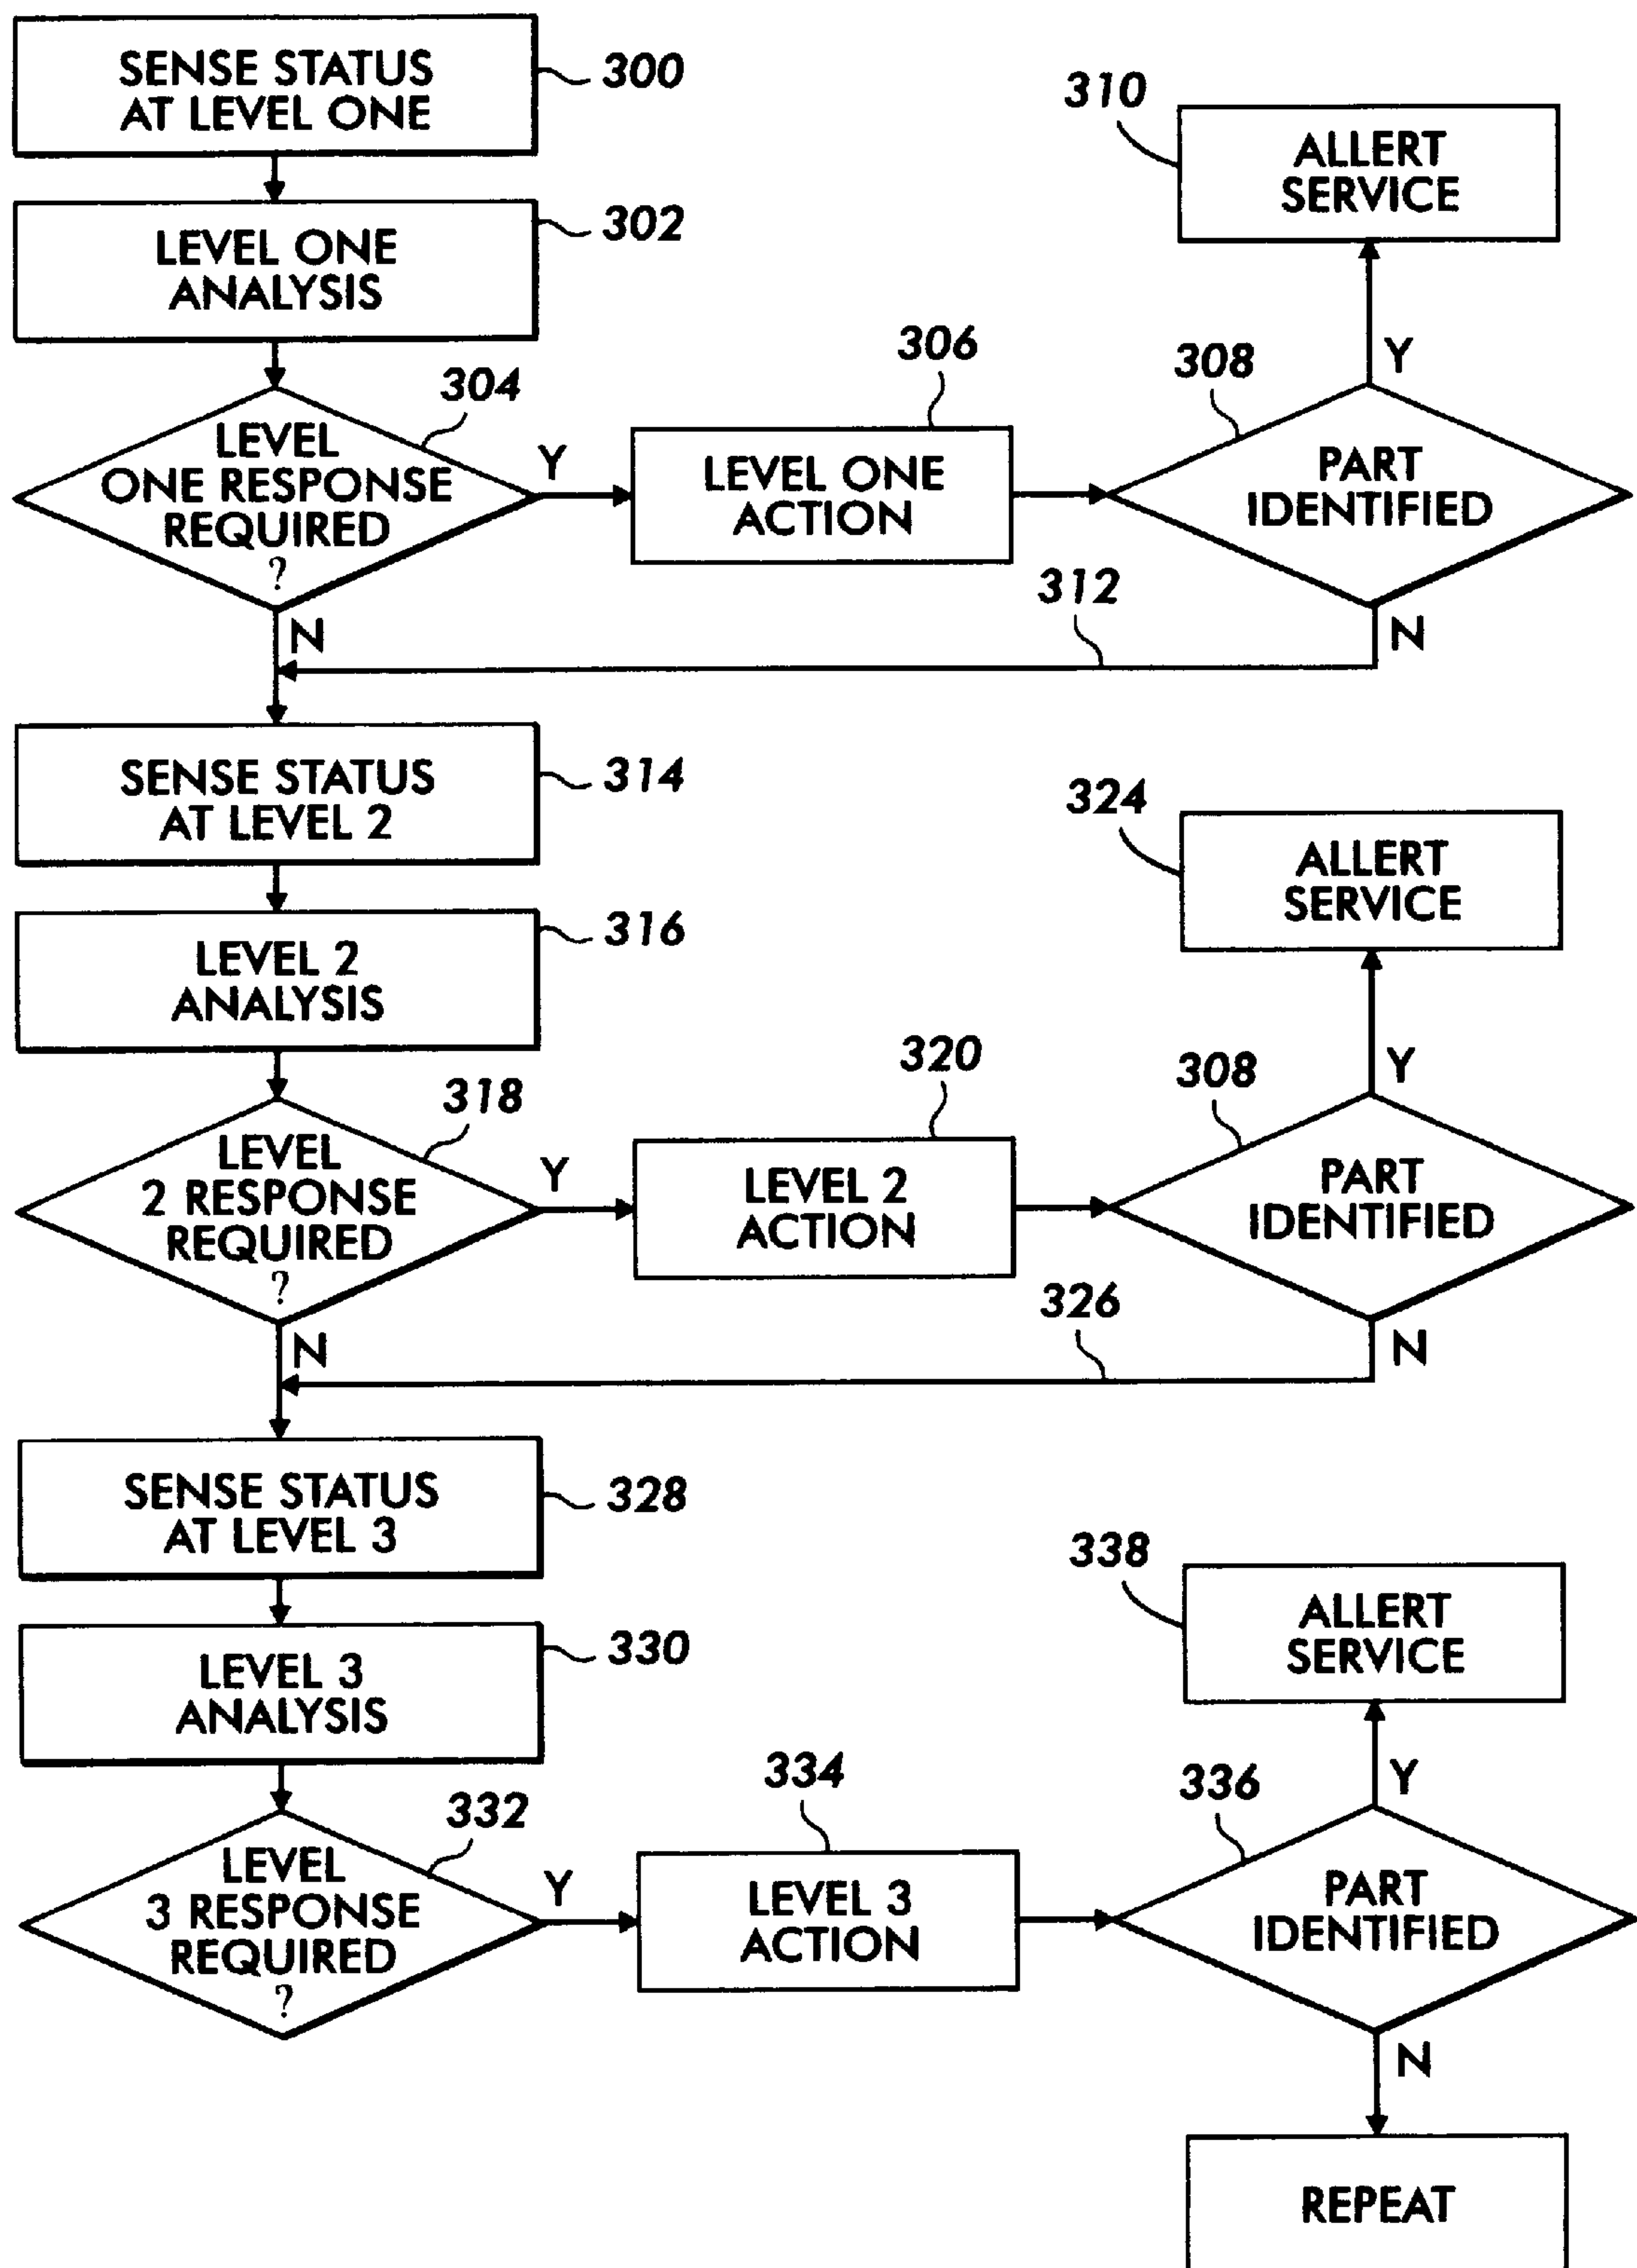 SENSE STATUS
AT LEVEL ONE
300
310
ALLERT
SERVICE
LEVEL ONE
ANALYSIS
302
304
LEVEL
ONE RESPONSE
REQUIRED
?
Y
306
LEVEL ONE
ACTION
308
Y
PART
IDENTIFIED
N
312
N
SENSE STATUS
AT LEVEL 2
314
324
ALLERT
SERVICE
LEVEL 2
ANALYSIS
316
318
LEVEL
2 RESPONSE
REQUIRED
?
Y
320
LEVEL 2
ACTION
308
Y
PART
IDENTIFIED
N
326
N
SENSE STATUS
AT LEVEL 3
328
338
ALLERT
SERVICE
LEVEL 3
ANALYSIS
330
332
LEVEL
3 RESPONSE
REQUIRED
?
Y
334
LEVEL 3
ACTION
336
Y
PART
IDENTIFIED
N
REPEAT